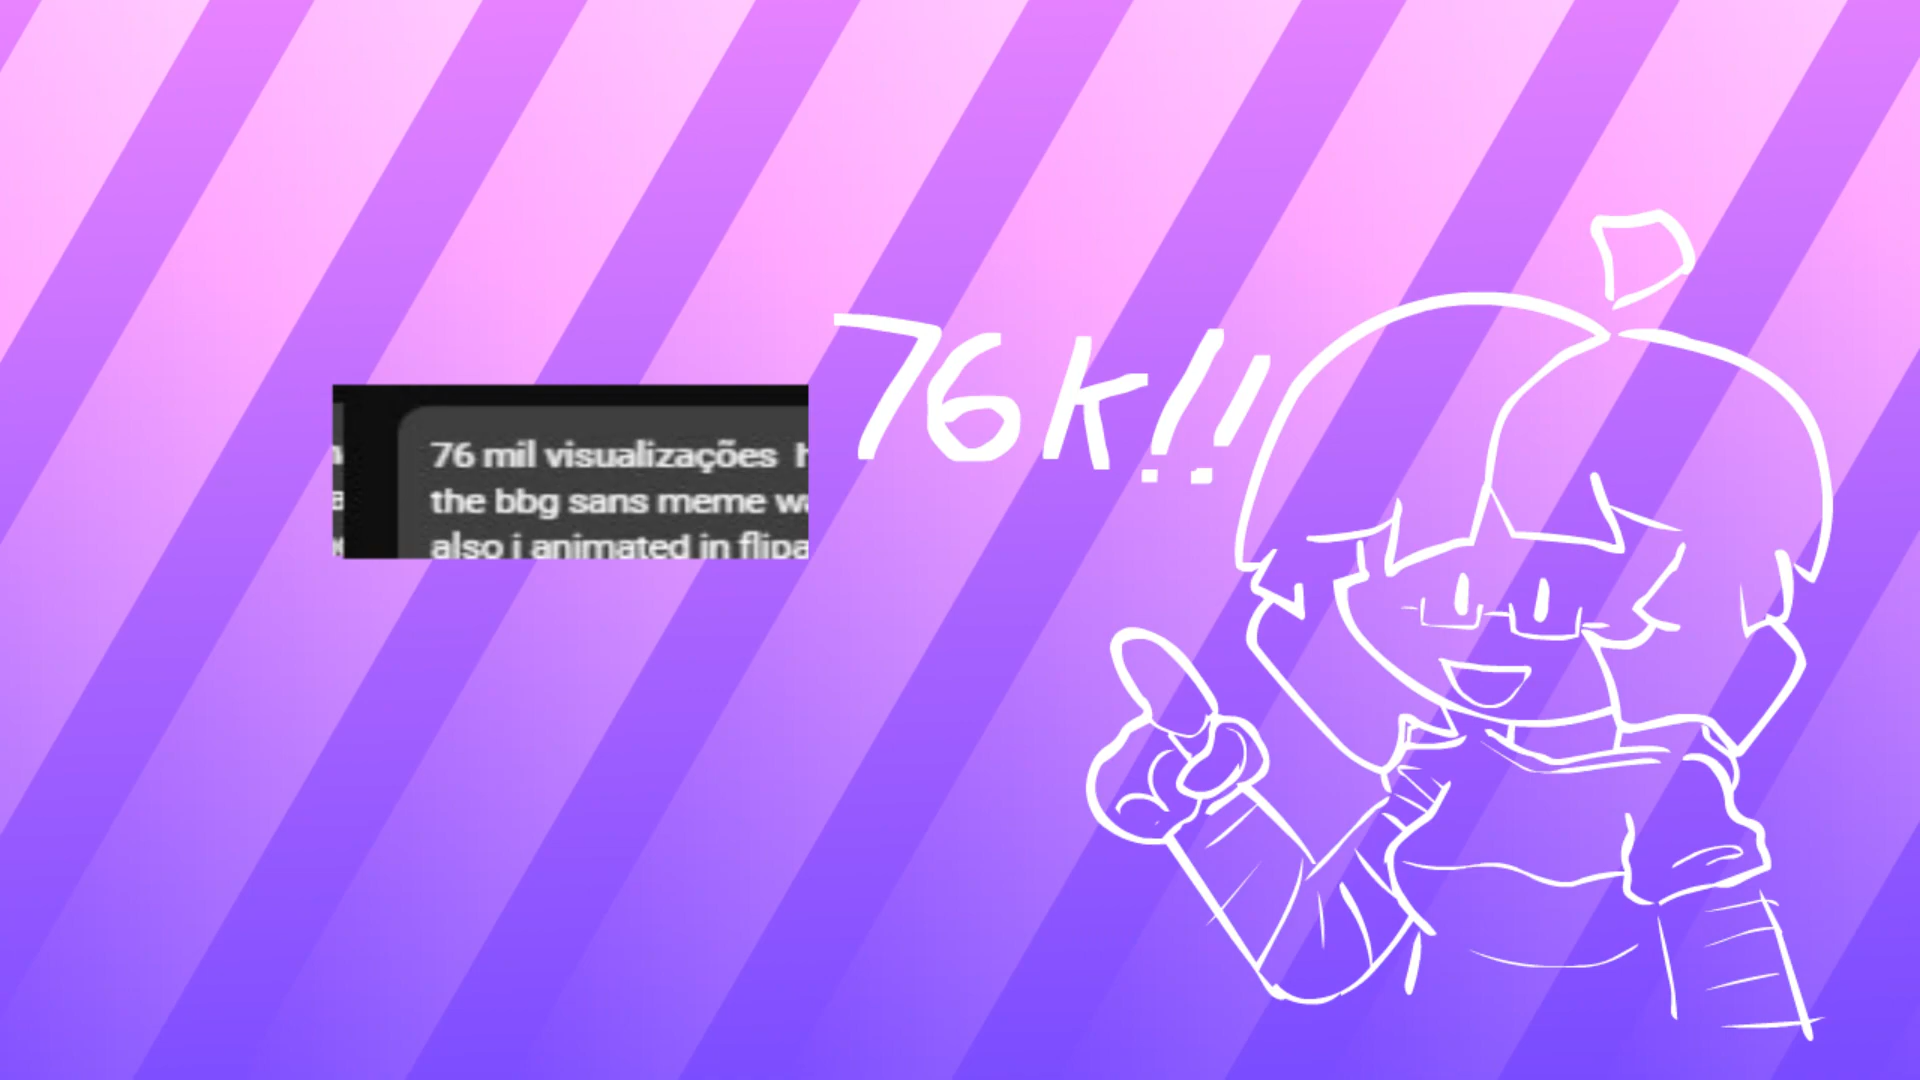 76K!!
76 mil visualizações
the bbg sans meme
also i animated in